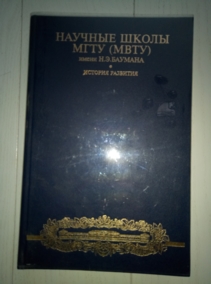 НАУЧНЫЕ ШКОЛЫ
МГТУ (МВТУ)
имени Н.Э. БАУМАНА
ИСТОРИЯ РАЗВИТИЯ